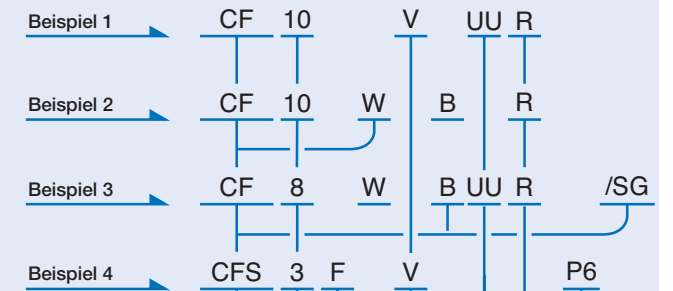 Beispiel 1 CF 10 V UU R
Beispiel 2 CF 10 W B R
Beispiel 3 CF 8 W B UU R /SG
Beispiel 4 CFS 3 F V P6